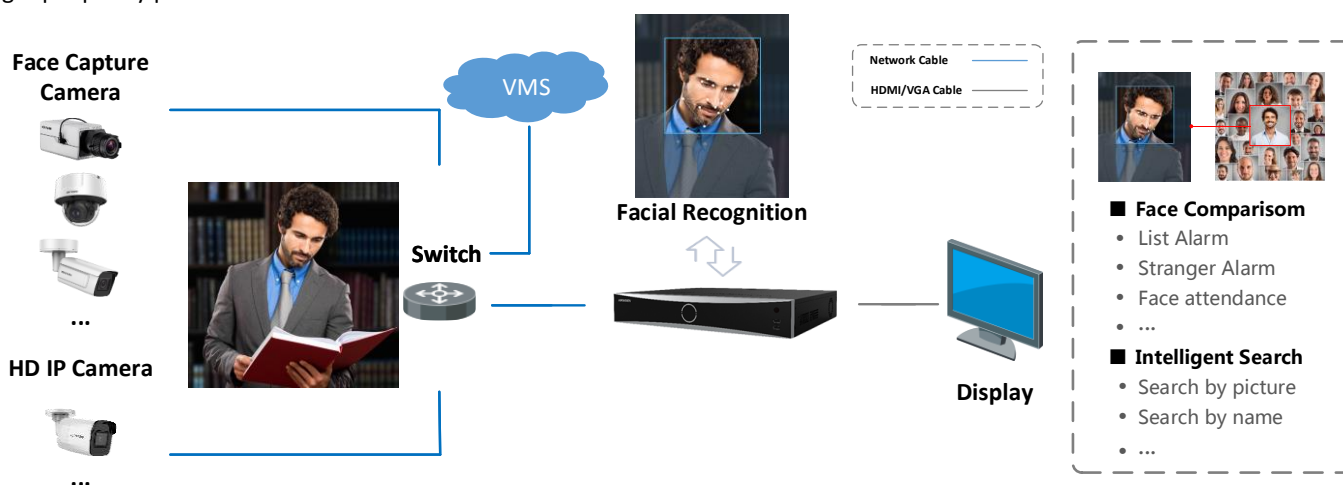 Face Capture
Camera
...
HD IP Camera
...
VMS
Switch
Facial Recognition
Network Cable
HDMI/VGA Cable
Display
■ Face Comparisom
• List Alarm
• Stranger Alarm
• Face attendance
• ...
■ Intelligent Search
• Search by picture
• Search by name
• ...